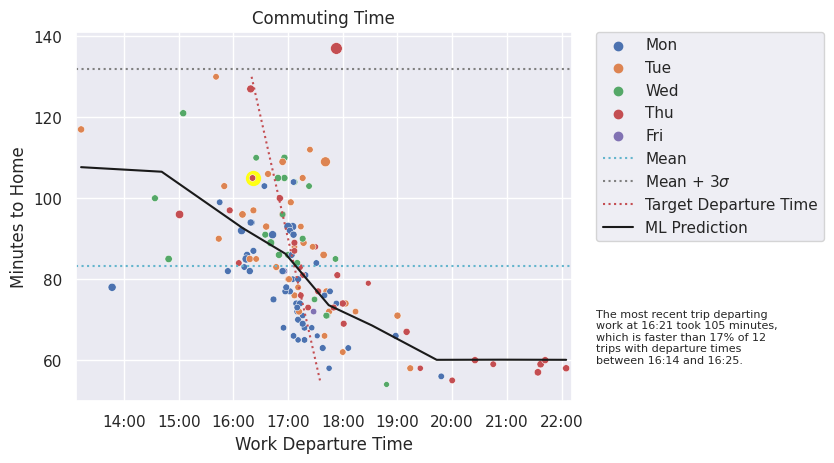 Commuting Time
140
120
100
80
60
Minutes to Home
14:00 15:00 16:00 17:00 18:00 19:00 20:00 21:00 22:00
Work Departure Time
Mon
Tue
Wed
Thu
Fri
Mean
Mean + 3σ
Target Departure Time
ML Prediction
The most recent trip departing
work at 16:21 took 105 minutes,
which is faster than 17% of 12
trips with departure times
between 16:14 and 16:25.